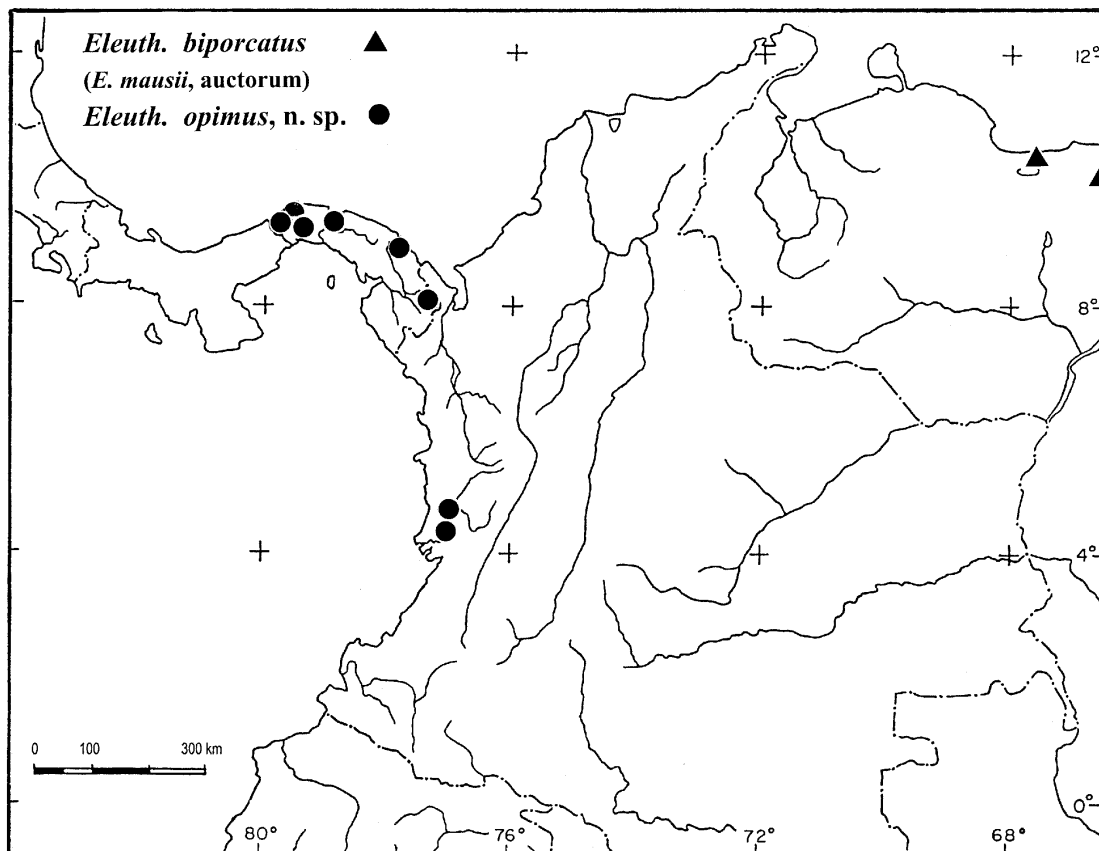 Eleuth. biporcatus
(E. mausii, auctorum)
Eleuth. opimus, n. sp.
12°
8°
4°
0 100 300 km
0°
80° 76° 72° 68°